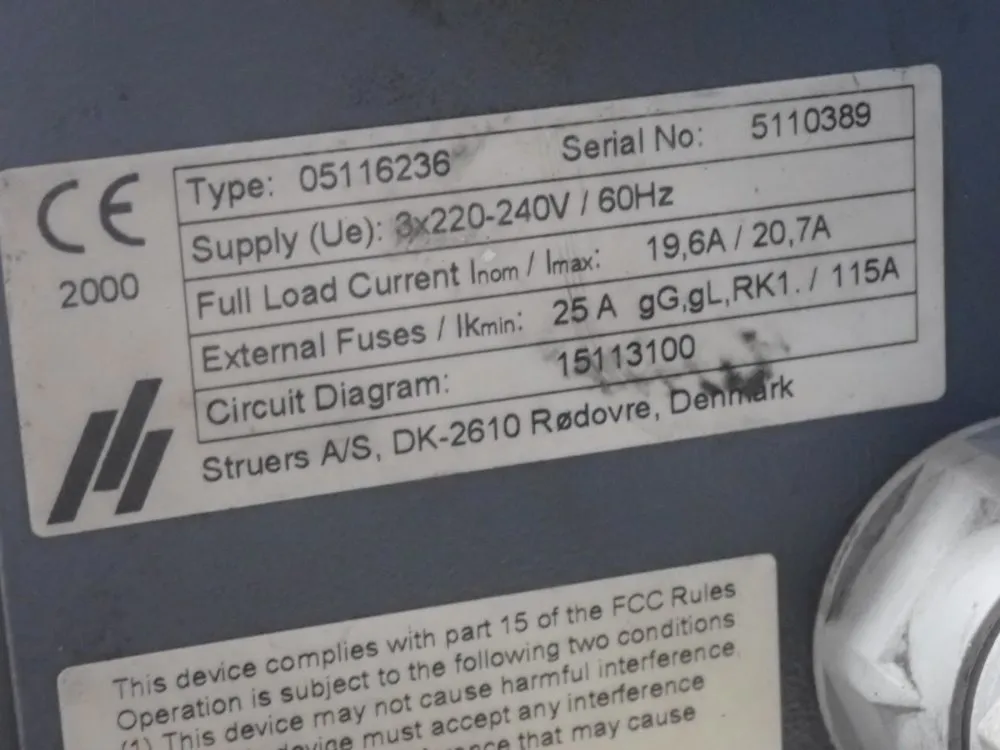 CE
2000
Type: 05116236 Serial No: 5110389
Supply (Ue): 3x220-240V / 60Hz
Full Load Current Inom / Imax: 19,6A / 20,7A
External Fuses / IKmin: 25 A gG,gL,RK1. / 115A
Circuit Diagram: 15113100
Struers A/S, DK-2610 Rødovre, Denmark
This device complies with part 15 of the FCC Rules
Operation is subject to the following two conditions
(1) This device may not cause harmful interference,
device must accept any interference
that may cause